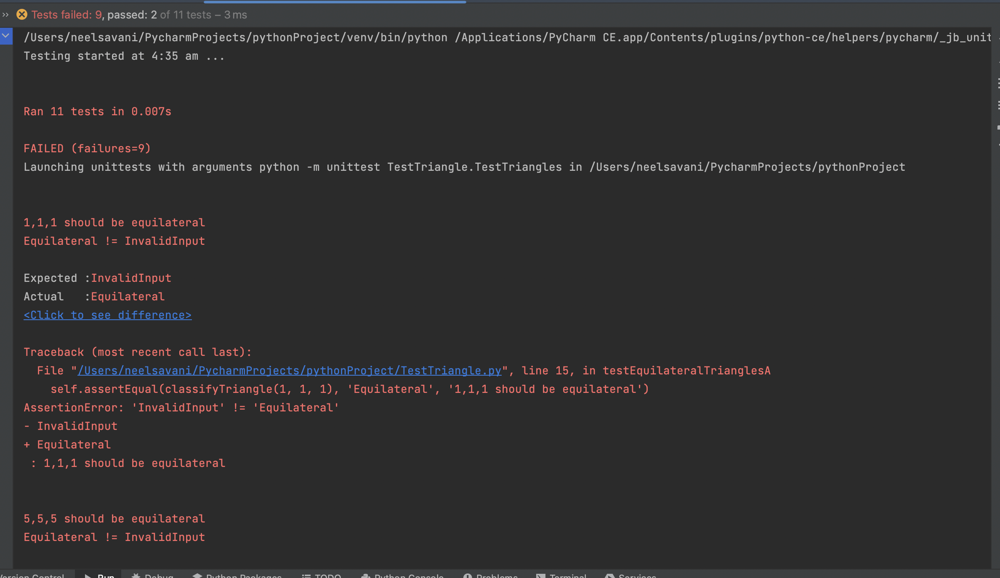 Tests failed: 9, passed: 2 of 11 tests – 3 ms
/Users/neelsavani/PycharmProjects/pythonProject/venv/bin/python /Applications/PyCharm CE.app/Contents/plugins/python-ce/helpers/pycharm/_jb_unit
Testing started at 4:35 am ...
Ran 11 tests in 0.007s
FAILED (failures=9)
Launching unittests with arguments python -m unittest TestTriangle.TestTriangles in /Users/neelsavani/PycharmProjects/pythonProject
1,1,1 should be equilateral
Equilateral != InvalidInput
Expected :InvalidInput
Actual   :Equilateral
<Click to see difference>
Traceback (most recent call last):
  File "/Users/neelsavani/PycharmProjects/pythonProject/TestTriangle.py", line 15, in testEquilateralTrianglesA
    self.assertEqual(classifyTriangle(1, 1, 1), 'Equilateral', '1,1,1 should be equilateral')
AssertionError: 'InvalidInput' != 'Equilateral'
- InvalidInput
+ Equilateral
 : 1,1,1 should be equilateral
5,5,5 should be equilateral
Equilateral != InvalidInput
Version Control Run Debug Python Packages TODO Python Console Problems Terminal Services